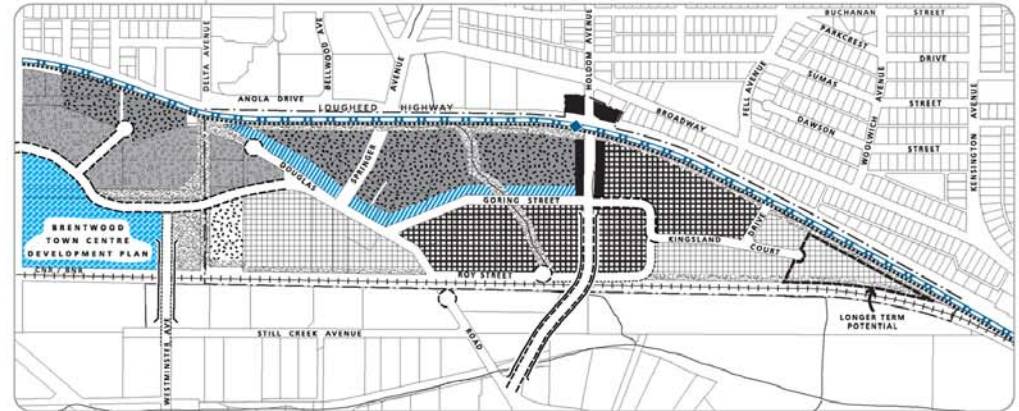 BUCHANAN STREET
PARKCREST
DRIVE
SUMAS
STREET
DAWSON
STREET
DELTA AVENUE
BELLWOOD AVE
AVENUE
HOLDOM AVENUE
FELL AVENUE
WOOLWICH AVENUE
KENSINGTON AVENUE
ANOLA DRIVE
LOUGHEED HIGHWAY
BROADWAY
DOUGLAS
SPRINGER
GORING STREET
DRIVE
KINGSLAND
COURT
BRENTWOOD
TOWN CENTRE
DEVELOPMENT PLAN
CNR / BNR
ROY STREET
LONGER TERM
POTENTIAL
STILL CREEK AVENUE
ROAD
WESTMINSTER AVE